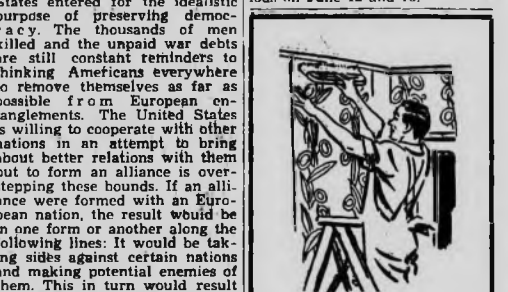 States entered for the idealistic
purpose of preserving democ-
racy. The thousands of men
killed and the unpaid war debts
are still constant reminders to
thinking Americans everywhere
to remove themselves as far as
possible from European en-
tanglements. The United States
is willing to cooperate with other
nations in an attempt to bring
about better relations with them
but to form an alliance is over-
stepping these bounds. If an alli-
ance were formed with an Euro-
pean nation, the result would be
in one form or another along the
following lines: It would be tak-
ing sides against certain nations
and making potential enemies of
them. This in turn would result